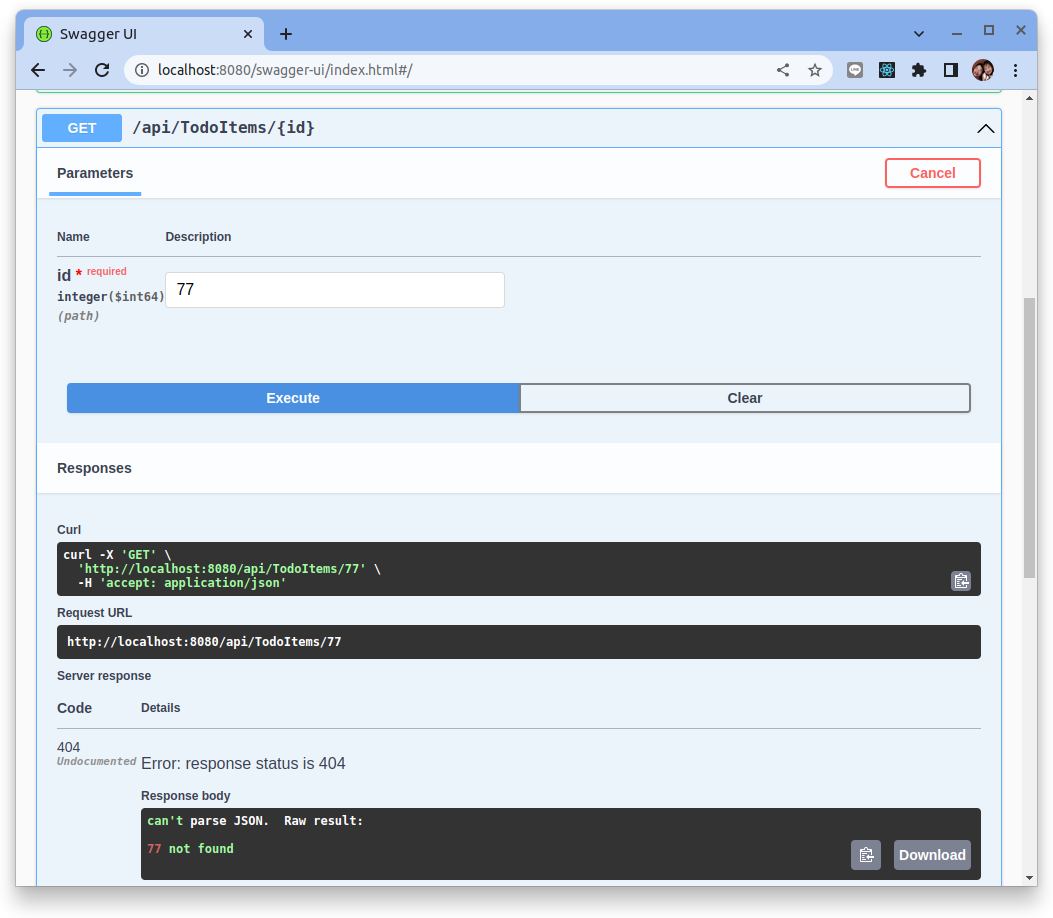 Swagger UI
localhost:8080/swagger-ui/index.html#/
GET /api/TodoItems/{id}
Parameters
Cancel
Name Description
id * required
integer($int64)
(path)
77
Execute Clear
Responses
Curl
curl -X 'GET' \
'http://localhost:8080/api/TodoItems/77' \
-H 'accept: application/json'
Request URL
http://localhost:8080/api/TodoItems/77
Server response
Code Details
404
Undocumented
Error: response status is 404
Response body
can't parse JSON.  Raw result:
77 not found
Download